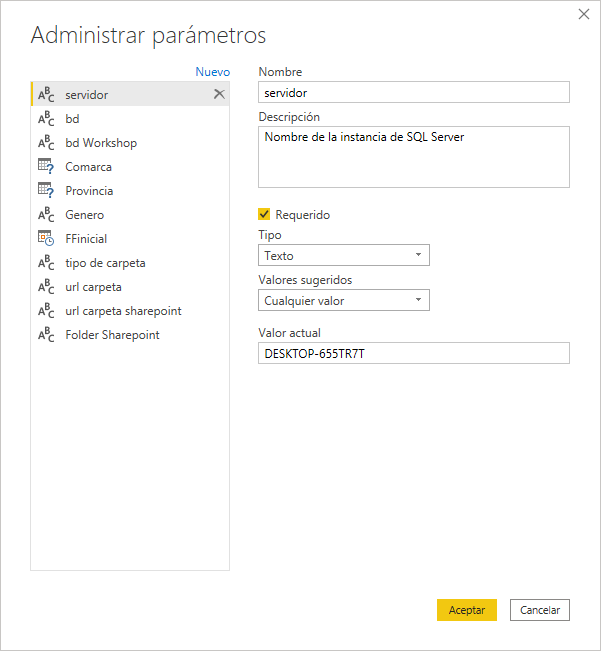 Administrar parámetros
Nuevo
servidor
bd
bd Workshop
Comarca
Provincia
Genero
FFinicial
tipo de carpeta
url carpeta
url carpeta sharepoint
Folder Sharepoint
Nombre
servidor
Descripción
Nombre de la instancia de SQL Server
Requerido
Tipo
Texto
Valores sugeridos
Cualquier valor
Valor actual
DESKTOP-655TR7T
Aceptar
Cancelar